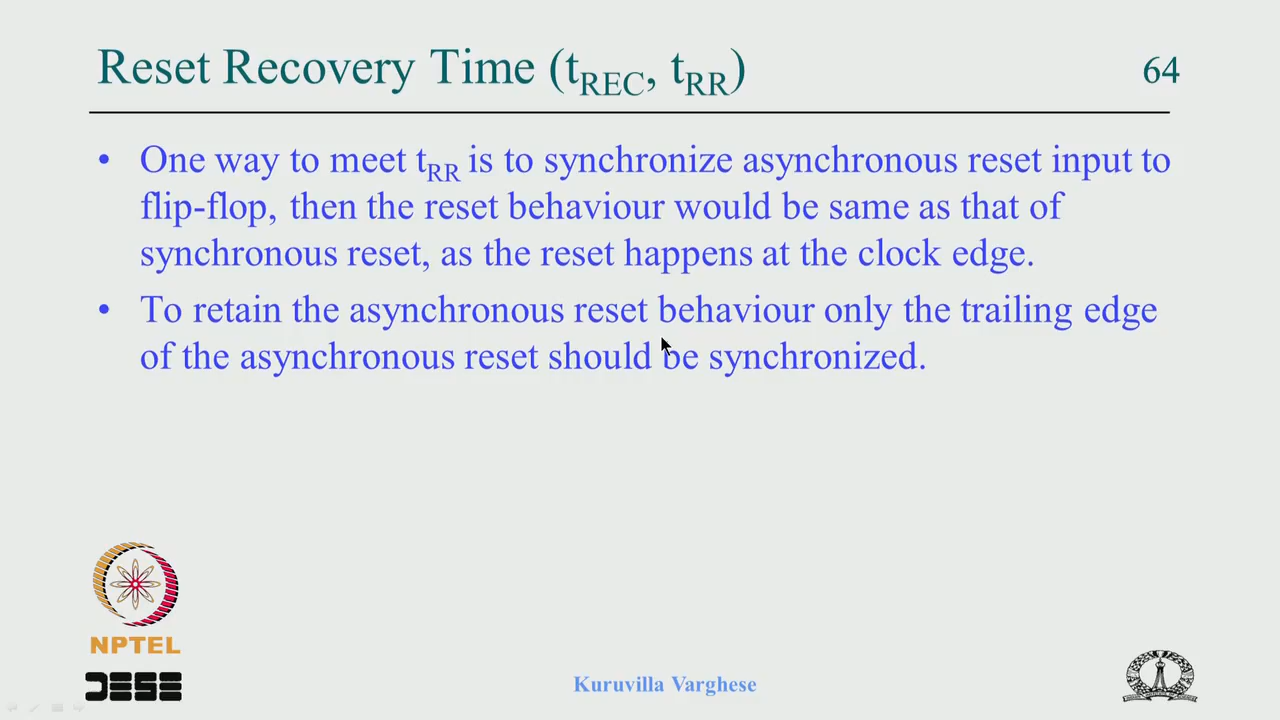 Reset Recovery Time (tREC, tRR)
64
• One way to meet tRR is to synchronize asynchronous reset input to
flip-flop, then the reset behaviour would be same as that of
synchronous reset, as the reset happens at the clock edge.
• To retain the asynchronous reset behaviour only the trailing edge
of the asynchronous reset should be synchronized.
NPTEL
DESE
Kuruvilla Varghese